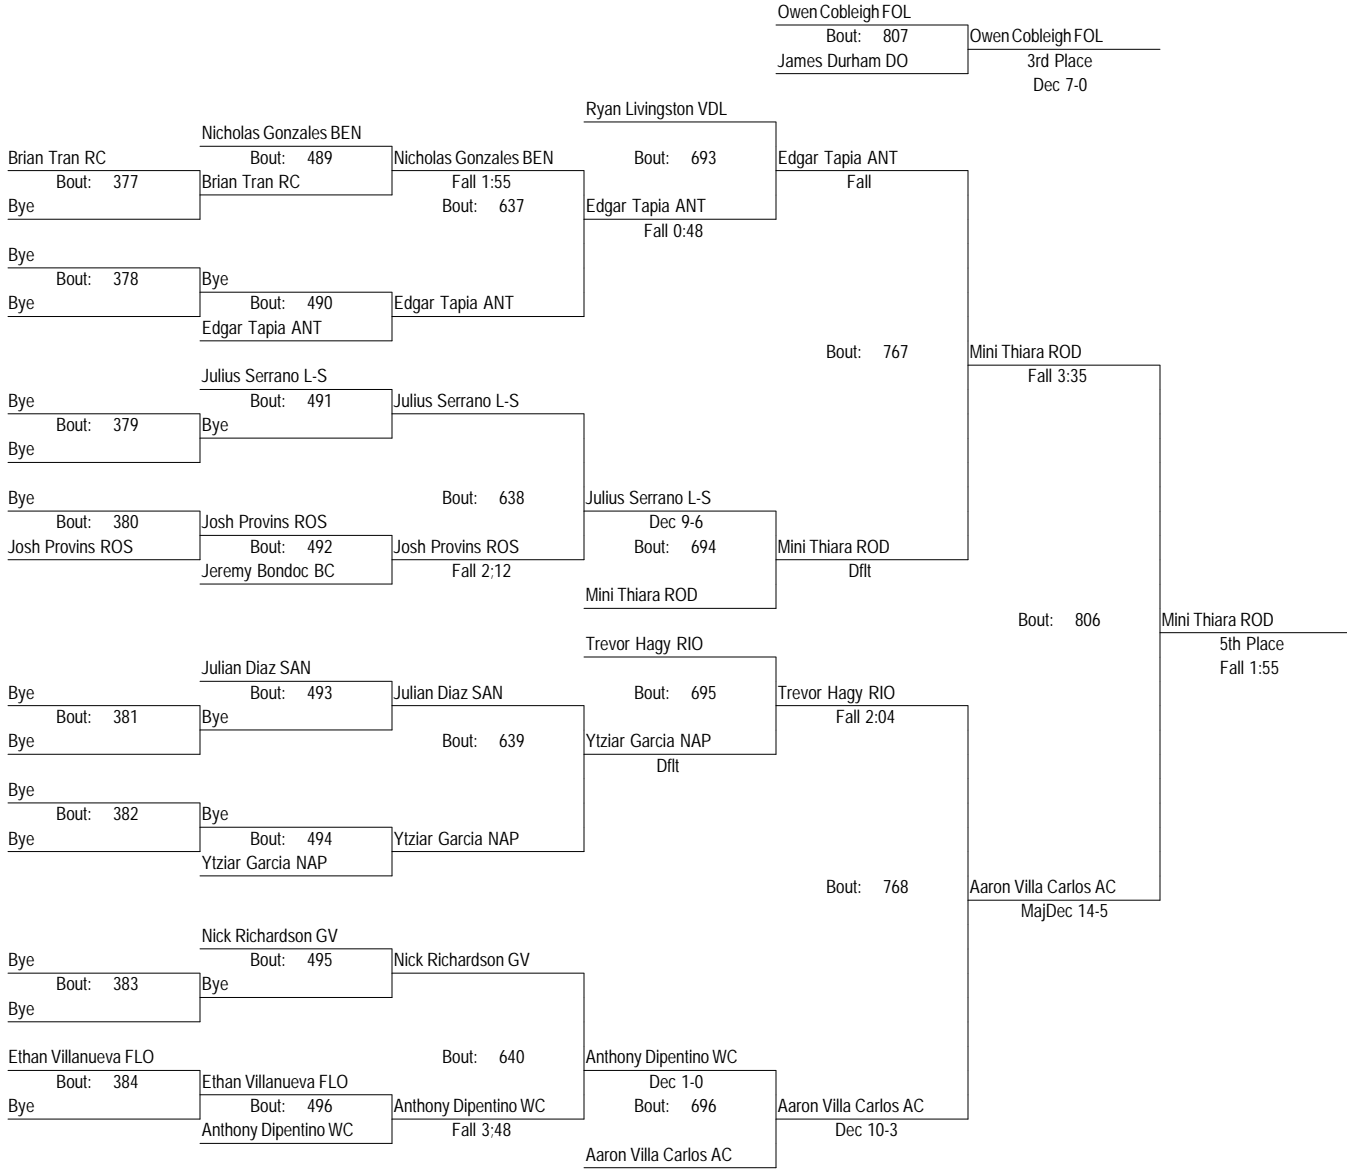 Owen Cobleigh FOL
Bout: 807 Owen Cobleigh FOL
James Durham DO 3rd Place
Dec 7-0
Ryan Livingston VDL
Nicholas Gonzales BEN
Brian Tran RC Bout: 489 Nicholas Gonzales BEN Bout: 693 Edgar Tapia ANT
Bout: 377 Brian Tran RC Fall 1:55 Fall
Bye Bout: 637 Edgar Tapia ANT
Fall 0:48
Bye
Bout: 378 Bye
Bye Bout: 490 Edgar Tapia ANT
Edgar Tapia ANT
Bout: 767 Mini Thiara ROD
Julius Serrano L-S Fall 3:35
Bye Bout: 491 Julius Serrano L-S
Bout: 379 Bye
Bye
Bye Bout: 638 Julius Serrano L-S
Bout: 380 Josh Provins ROS Dec 9-6
Josh Provins ROS Bout: 492 Josh Provins ROS Bout: 694 Mini Thiara ROD
Jeremy Bondoc BC Fall 2;12 Dflt
Mini Thiara ROD
Bout: 806 Mini Thiara ROD
Trevor Hagy RIO 5th Place
Julian Diaz SAN Fall 1:55
Bye Bout: 493 Julian Diaz SAN Bout: 695 Trevor Hagy RIO
Bout: 381 Bye Fall 2:04
Bye Bout: 639 Ytziar Garcia NAP
Dflt
Bye
Bout: 382 Bye
Bye Bout: 494 Ytziar Garcia NAP
Ytziar Garcia NAP
Bout: 768 Aaron Villa Carlos AC
MajDec 14-5
Nick Richardson GV
Bye Bout: 495 Nick Richardson GV
Bout: 383 Bye
Bye
Ethan Villanueva FLO Bout: 640 Anthony Dipentino WC
Bout: 384 Ethan Villanueva FLO Dec 1-0
Bye Bout: 496 Anthony Dipentino WC Bout: 696 Aaron Villa Carlos AC
Anthony Dipentino WC Fall 3;48 Dec 10-3
Aaron Villa Carlos AC